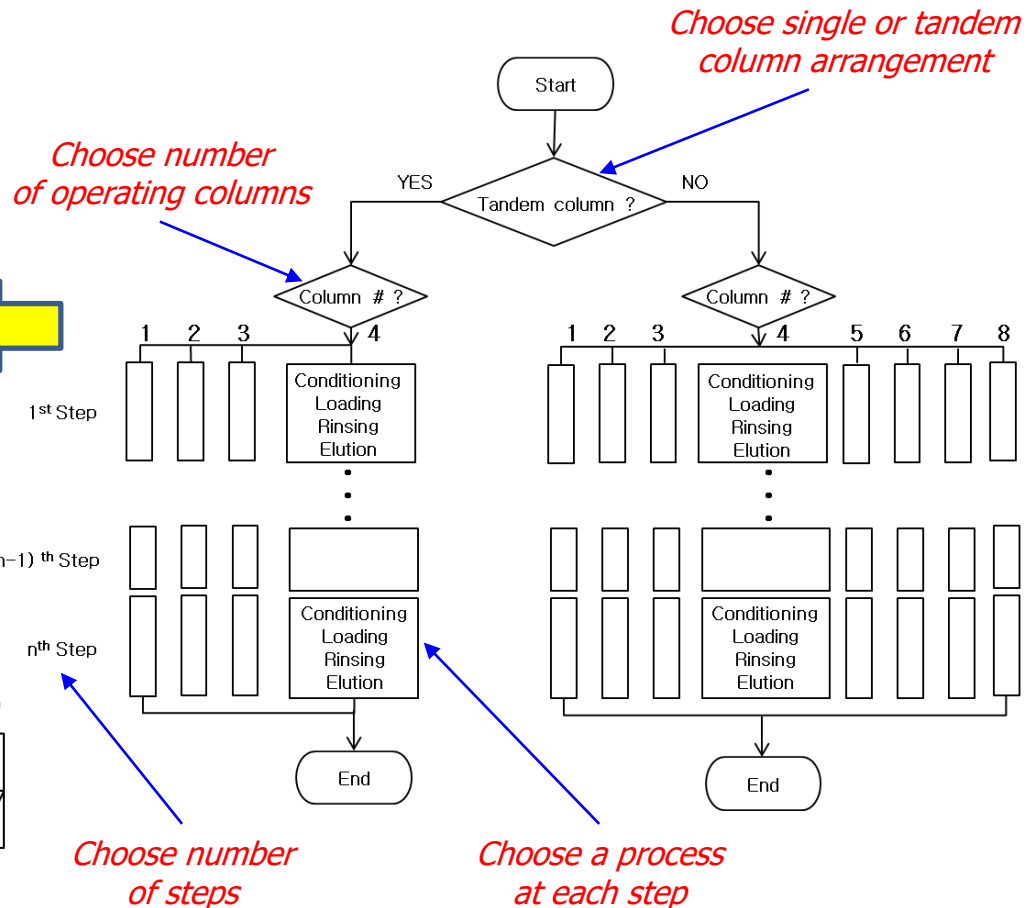 Choose single or tandem
column arrangement
Start
Choose number
of operating columns
YES
NO
Tandem column ?
Column # ?
Column # ?
1 2 3 4
1 2 3 4 5 6 7 8
1st Step
Conditioning
Loading
Rinsing
Elution
Conditioning
Loading
Rinsing
Elution
n-1) th Step
nth Step
Conditioning
Loading
Rinsing
Elution
Conditioning
Loading
Rinsing
Elution
End
End
Choose number
of steps
Choose a process
at each step